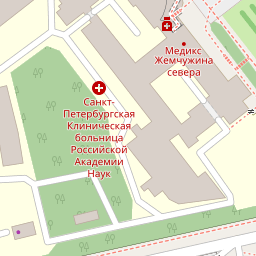 Медикс
Жемчужина
севера
Санкт-
Петербургская
Клиническая
больница
Российской
Академии
Наук